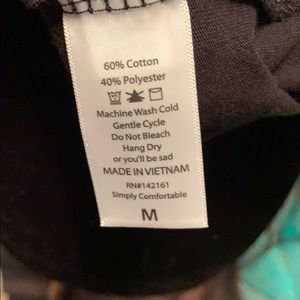 60% Cotton
40% Polyester
Machine Wash Cold
Gentle Cycle
Do Not Bleach
Hang Dry
or you'll be sad
MADE IN VIETNAM
RN#142161
Simply Comfortable
M